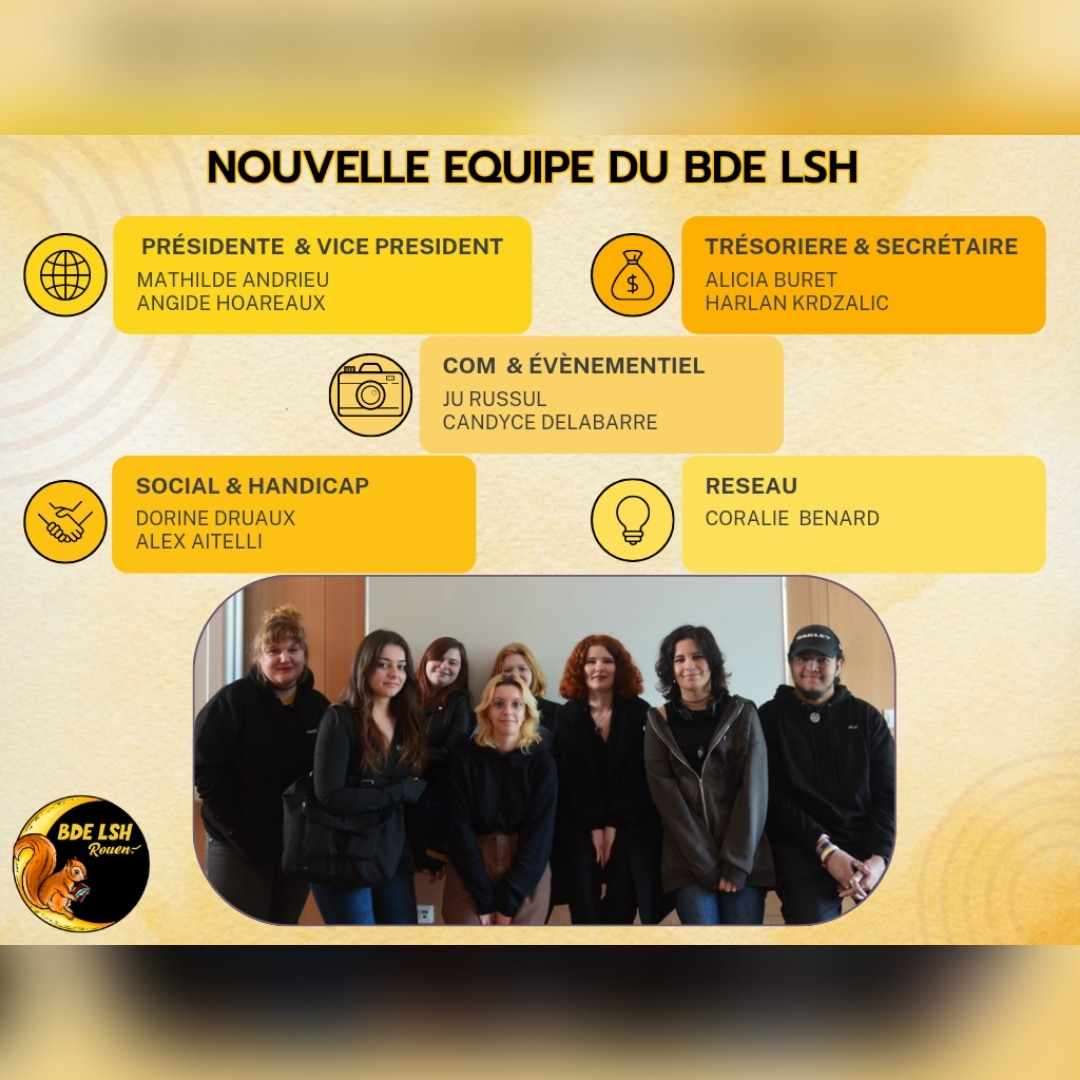 NOUVELLE EQUIPE DU BDE LSH
PRÉSIDENTE & VICE PRESIDENT
MATHILDE ANDRIEU
ANGIDE HOAREAUX
TRÉSORIERE & SECRÉTAIRE
ALICIA BURET
HARLAN KRDZALIC
COM & ÉVÈNEMENTIEL
JU RUSSUL
CANDYCE DELABARRE
SOCIAL & HANDICAP
DORINE DRUAUX
ALEX AITELLI
RESEAU
CORALIE BENARD
$
OAKLEY
BDE LSH
Rouen